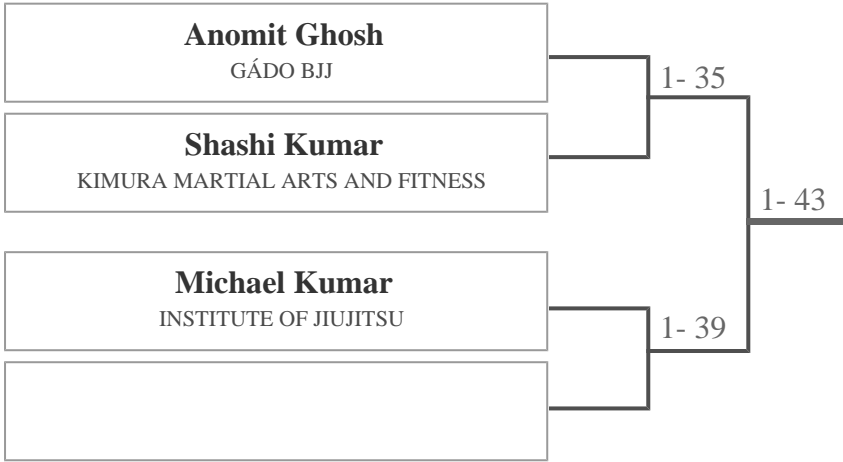 Anomit Ghosh
GÁDO BJJ
1- 35
Shashi Kumar
KIMURA MARTIAL ARTS AND FITNESS
1- 43
Michael Kumar
INSTITUTE OF JIUJITSU
1- 39